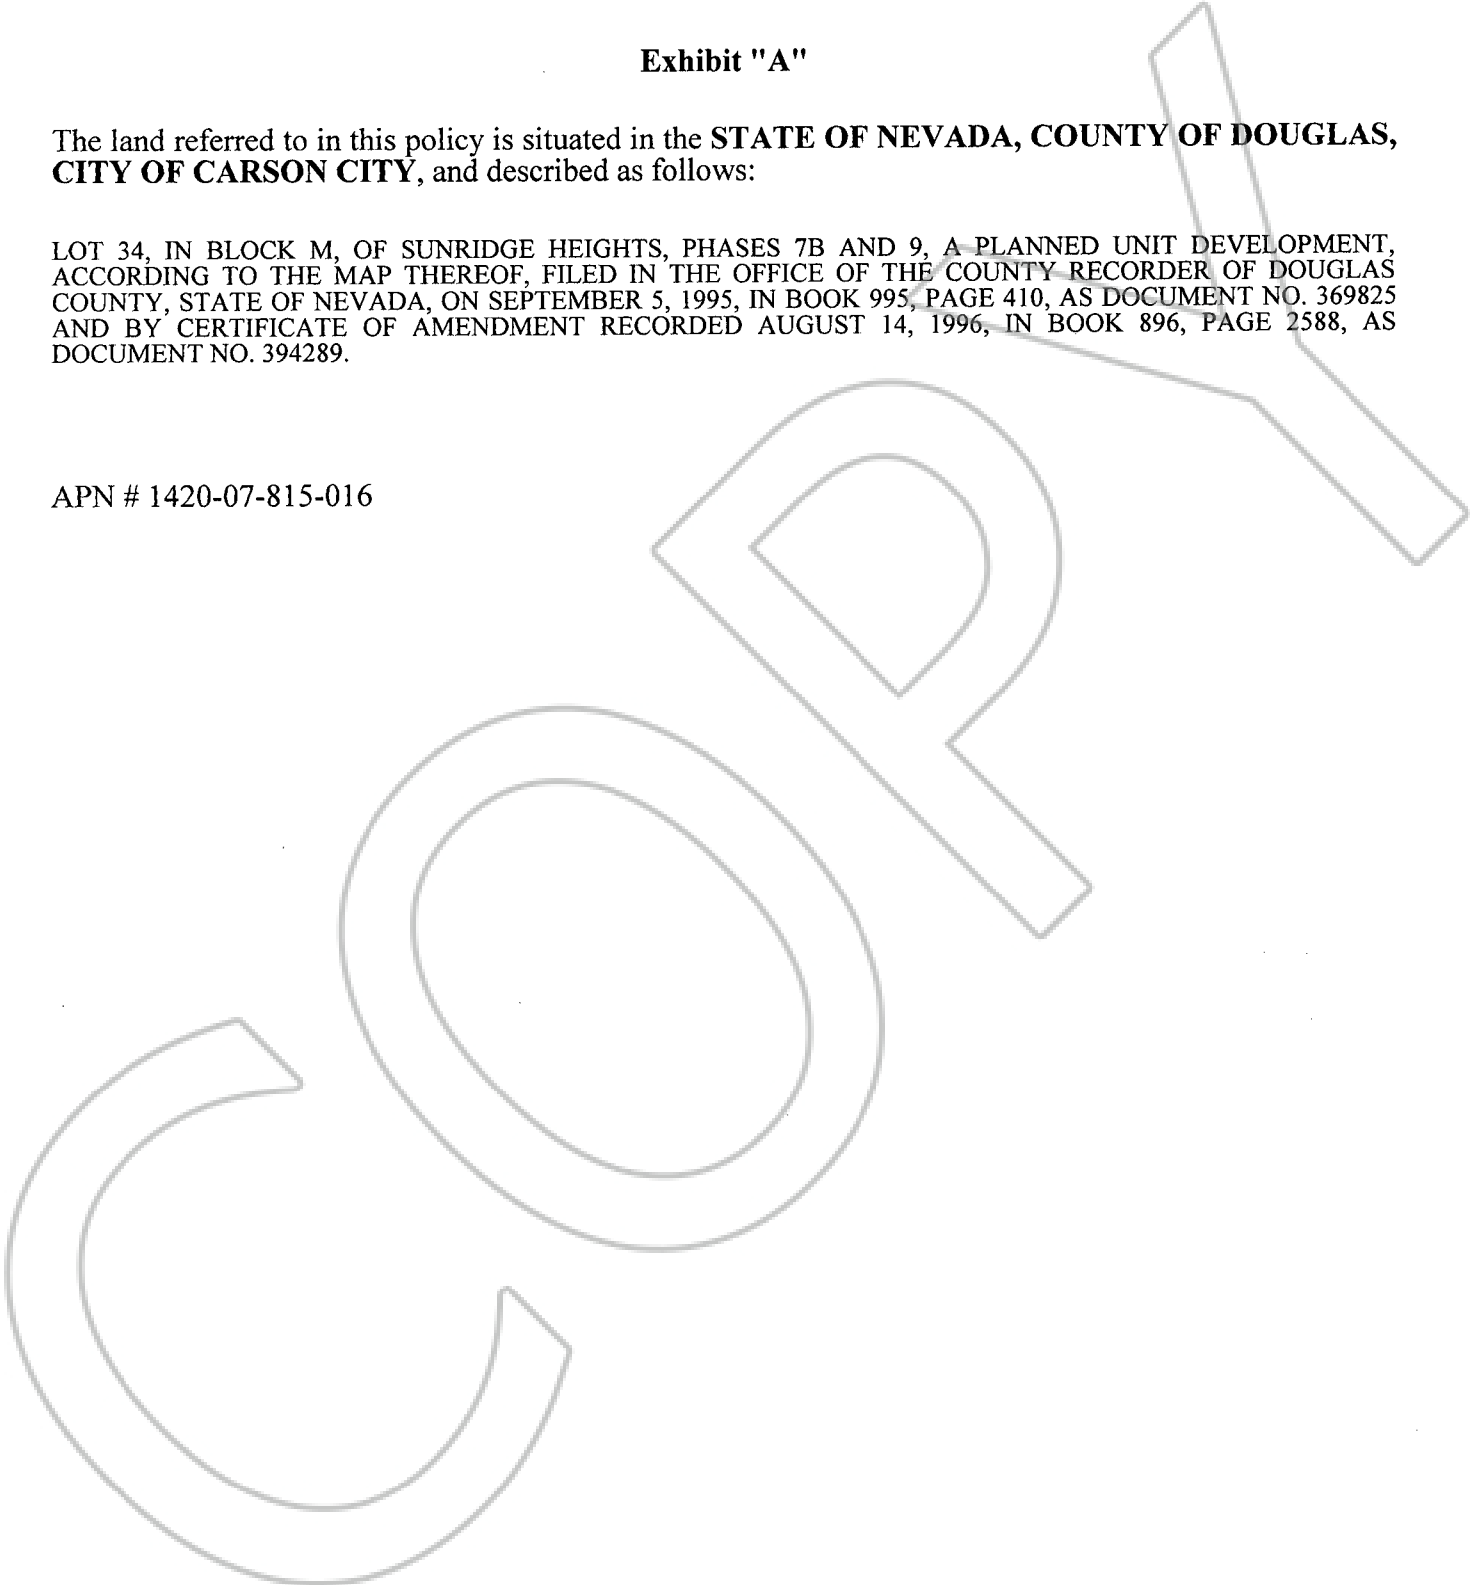 Exhibit "A"
The land referred to in this policy is situated in the STATE OF NEVADA, COUNTY OF DOUGLAS,
CITY OF CARSON CITY, and described as follows:
LOT 34, IN BLOCK M, OF SUNRIDGE HEIGHTS, PHASES 7B AND 9, A PLANNED UNIT DEVELOPMENT,
ACCORDING TO THE MAP THEREOF, FILED IN THE OFFICE OF THE COUNTY RECORDER OF DOUGLAS
COUNTY, STATE OF NEVADA, ON SEPTEMBER 5, 1995, IN BOOK 995, PAGE 410, AS DOCUMENT NO. 369825
AND BY CERTIFICATE OF AMENDMENT RECORDED AUGUST 14, 1996, IN BOOK 896, PAGE 2588, AS
DOCUMENT NO. 394289.
APN # 1420-07-815-016
COPY